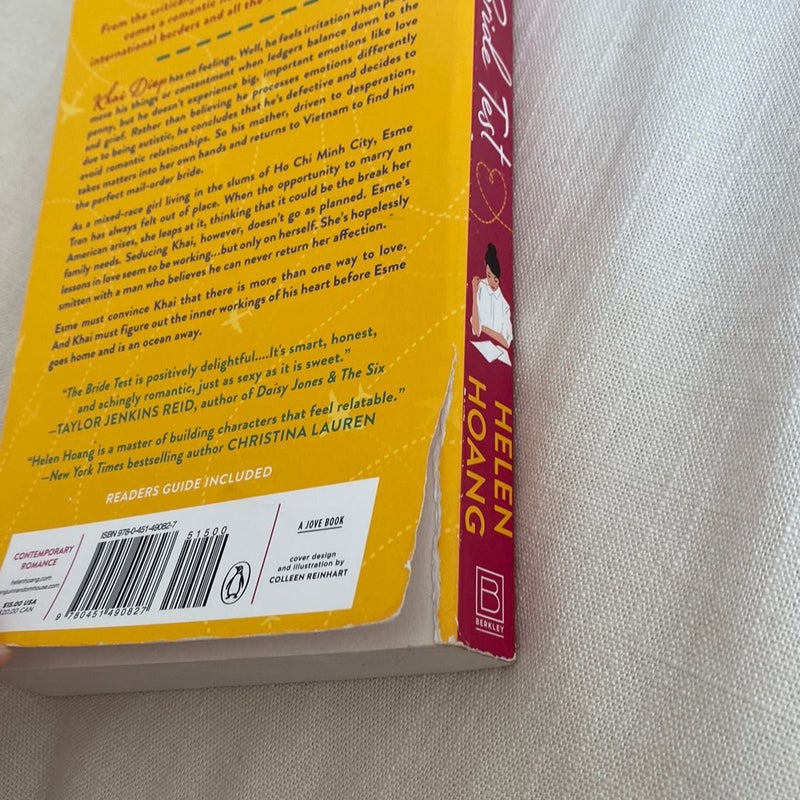 From the critically
comes a romantic n
international borders and all the
Khai Diep has no feelings. Well, he feels irritation when peop
move his things or contentment when ledgers balance down to the
penny, but he doesn't experience big, important emotions like love
and grief. Rather than believing he processes emotions differently
due to being autistic, he concludes that he's defective and decides to
avoid romantic relationships. So his mother, driven to desperation,
takes matters into her own hands and returns to Vietnam to find him
the perfect mail-order bride.
As a mixed-race girl living in the slums of Ho Chi Minh City, Esme
Tran has always felt out of place. When the opportunity to marry an
American arises, she leaps at it, thinking that it could be the break her
family needs. Seducing Khai, however, doesn't go as planned. Esme's
lessons in love seem to be working...but only on herself. She's hopelessly
smitten with a man who believes he can never return her affection.
Esme must convince Khai that there is more than one way to love.
And Khai must figure out the inner workings of his heart before Esme
goes home and is an ocean away.
"The Bride Test is positively delightful....It's smart, honest,
and achingly romantic, just as sexy as it is sweet."
—TAYLOR JENKINS REID, author of Daisy Jones & The Six
"Helen Hoang is a master of building characters that feel relatable."
—New York Times bestselling author CHRISTINA LAUREN
READERS GUIDE INCLUDED
CONTEMPORARY
ROMANCE
helenhoang.com
penguinrandomhouse.com
$15.00 USA
$20.00 CAN
ISBN 978-0-451-49082-7
51500
9 780451 490827
A JOVE BOOK
cover design
and illustration by
COLLEEN REINHART
Bride Test
HELEN
HOANG
B
BERKLEY